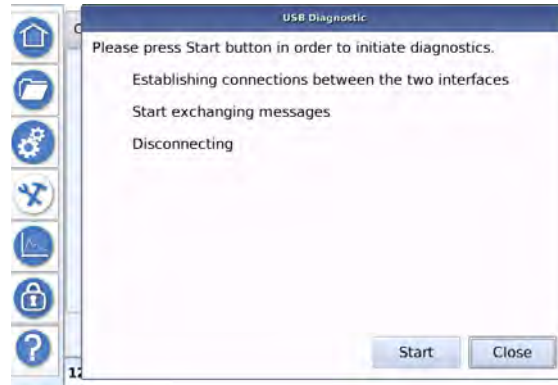 USB Diagnostic
Please press Start button in order to initiate diagnostics.
Establishing connections between the two interfaces
Start exchanging messages
Disconnecting
Start
Close
?